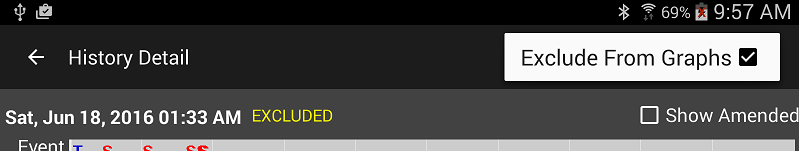 69% 9:57 AM
History Detail
Exclude From Graphs
Sat, Jun 18, 2016 01:33 AM EXCLUDED
Show Amended
Event T S S SS